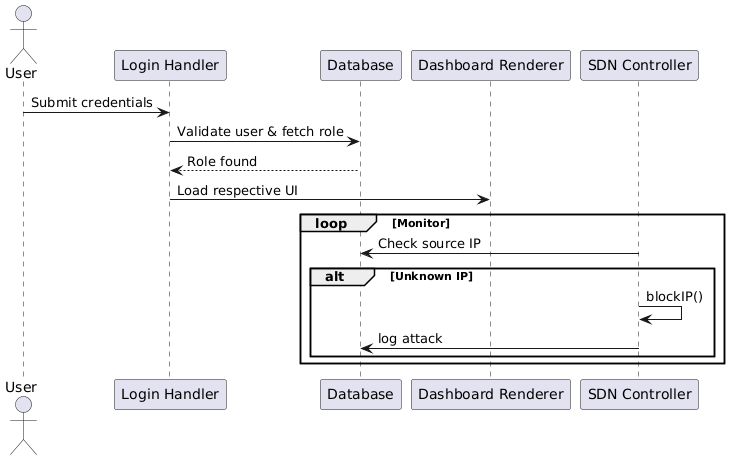 User
Login Handler
Database
Dashboard Renderer
SDN Controller
Submit credentials
Validate user & fetch role
Role found
Load respective UI
loop [Monitor]
Check source IP
alt [Unknown IP]
blockIP()
log attack
User
Login Handler
Database
Dashboard Renderer
SDN Controller